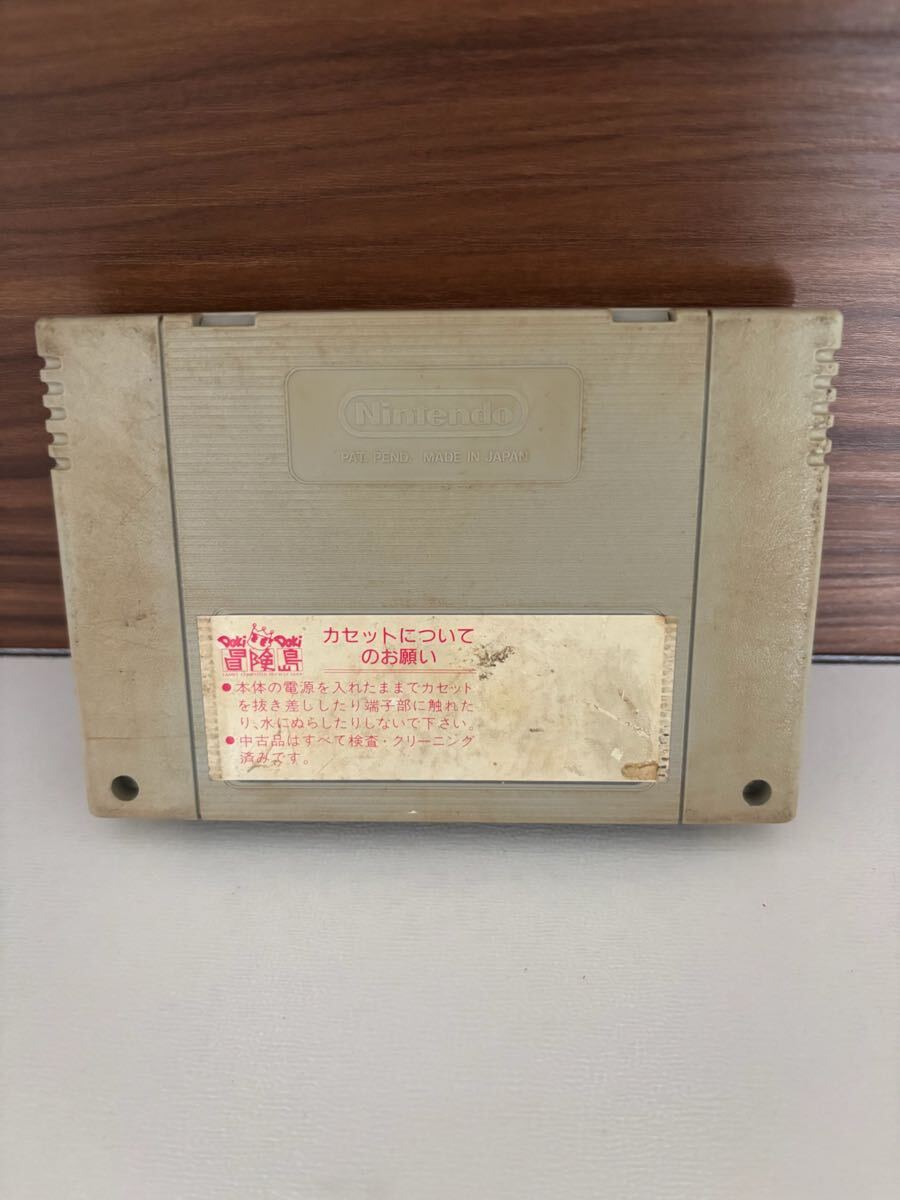 Nintendo
PAT. PEND. MADE IN JAPAN
Doki Doki
冒険島
カセットについて
のお願い
●本体の電源を入れたままでカセット
を抜き差ししたり端子部に触れた
り、水にぬらしたりしないで下さい。
●中古品はすべて検査・クリーニング
済みです。